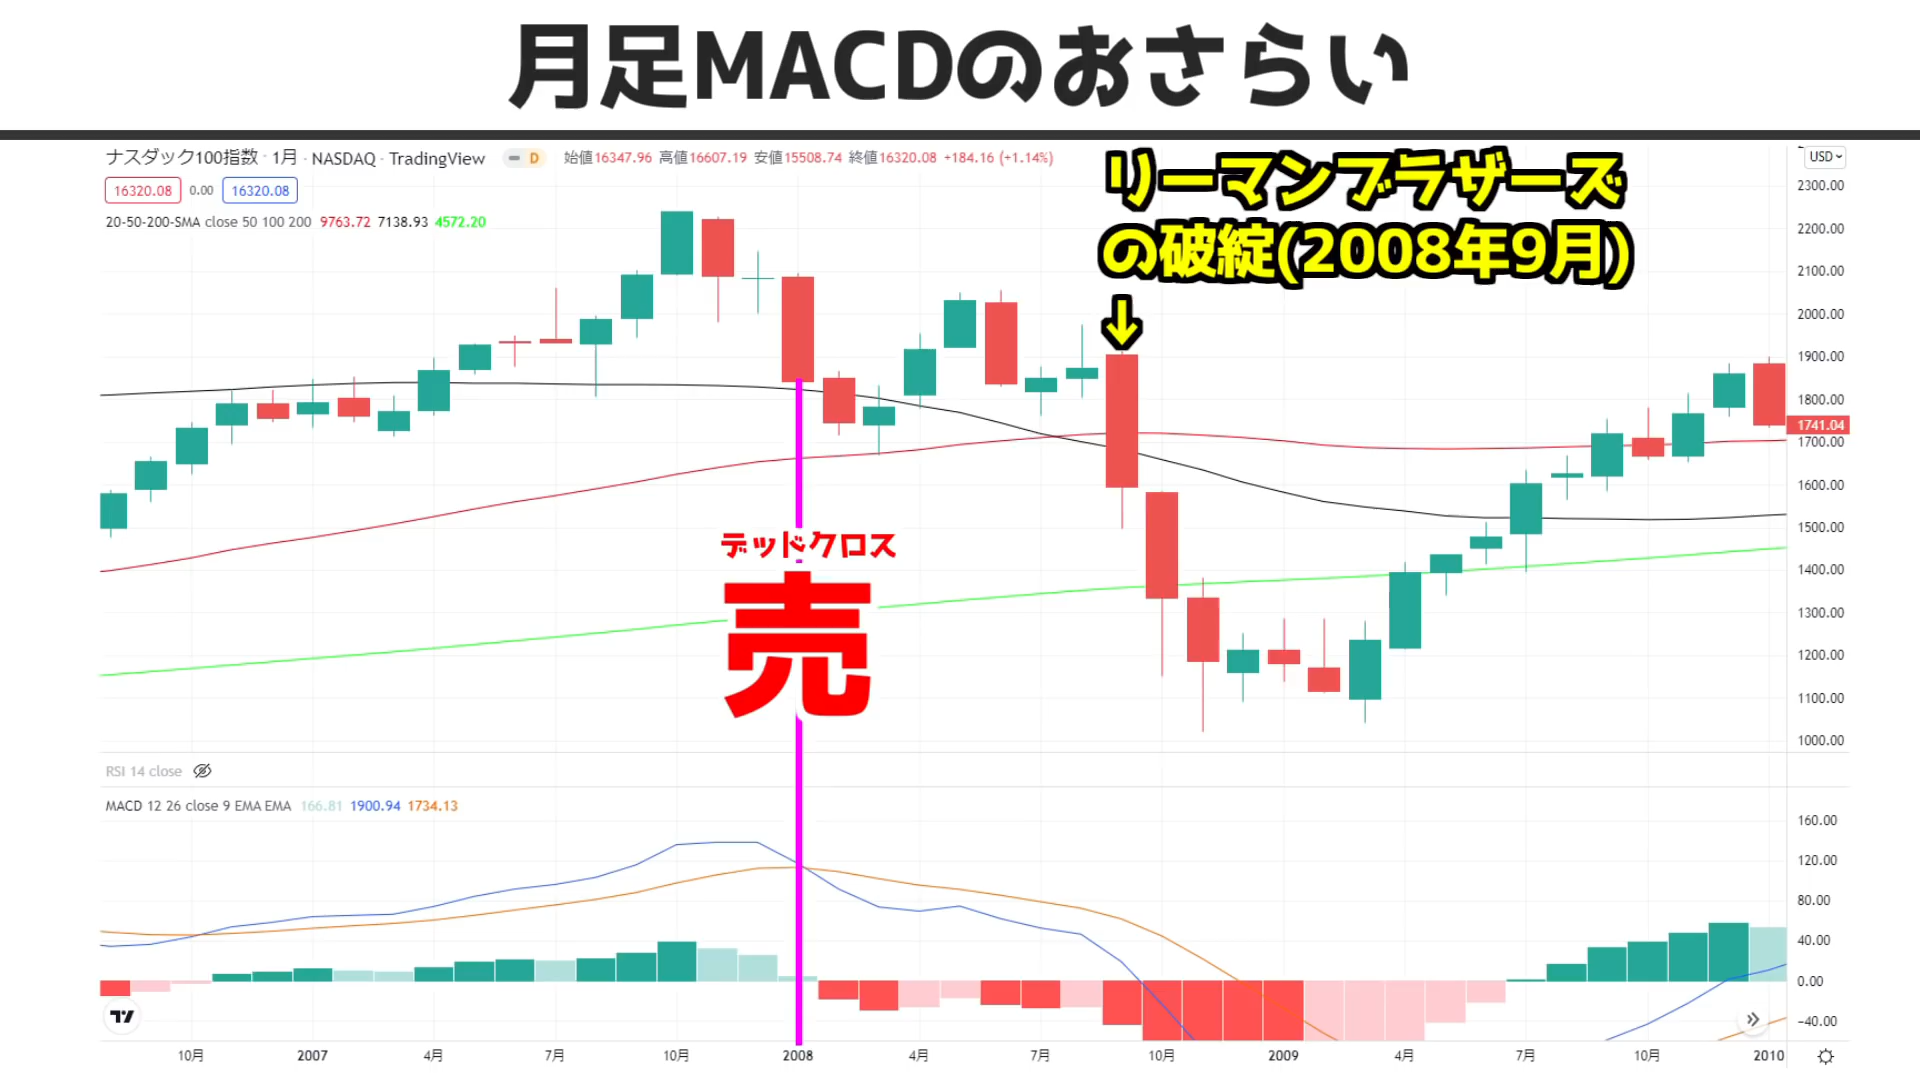 月足MACDのおさらい
ナスダック100指数 · 1月 · NASDAQ · TradingView D 始値16347.96 高値16607.19 安値15508.74 終値16320.08 +184.16 (+1.14%)
USD
16320.08 0.00 16320.08
20-50-200-SMA close 50 100 200 9763.72 7138.93 4572.20
リーマンブラザーズ
の破綻(2008年9月)
↓
2300.00
2200.00
2100.00
2000.00
1900.00
1800.00
1741.04
1700.00
1600.00
1500.00
1400.00
1300.00
1200.00
1100.00
1000.00
デッドクロス
売
RSI 14 close
MACD 12 26 close 9 EMA EMA 166.81 1900.94 1734.13
160.00
120.00
80.00
40.00
0.00
−40.00
10月 2007 4月 7月 10月 2008 4月 7月 10月 2009 4月 7月 10月 2010